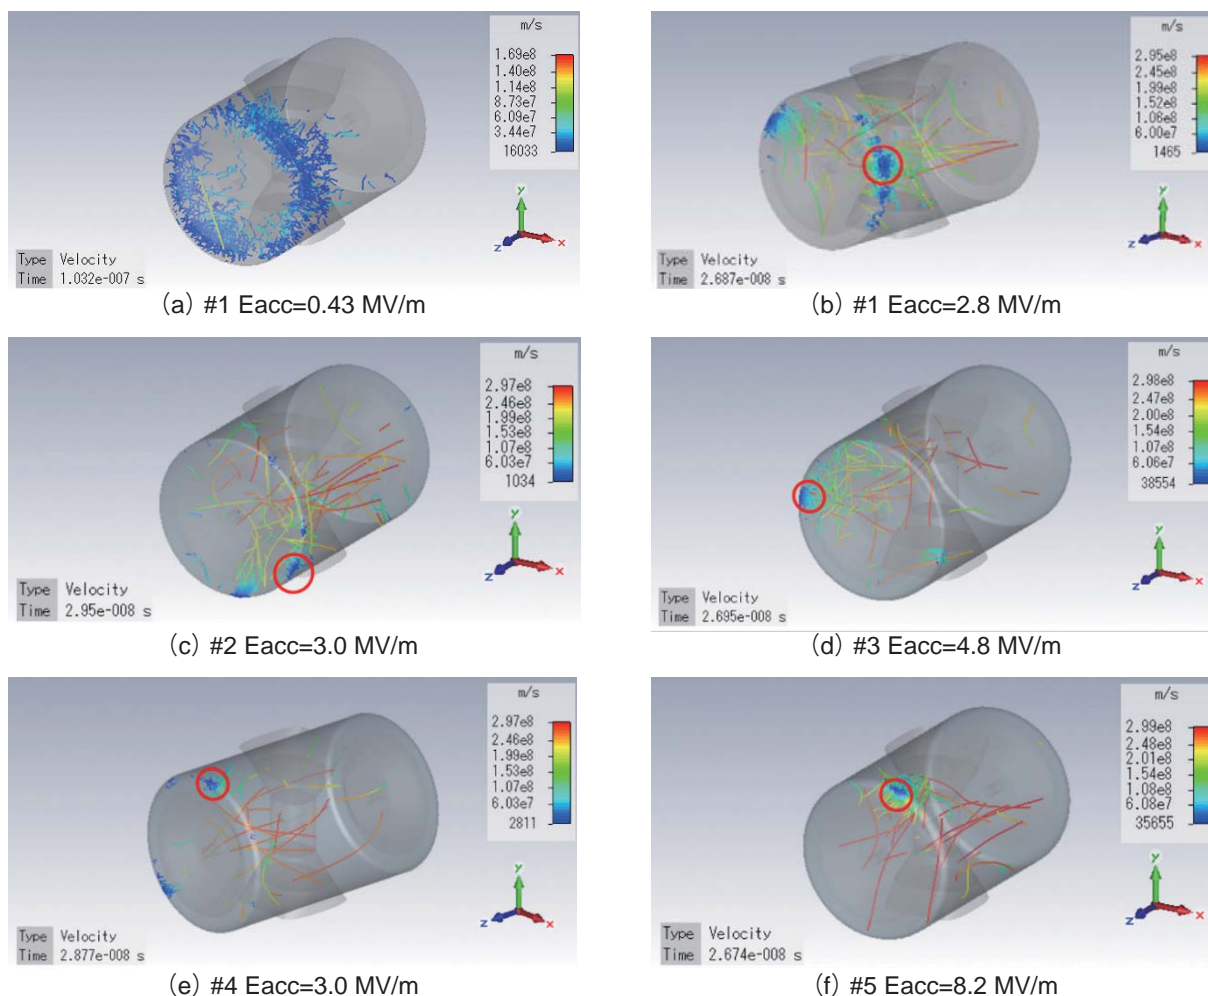 m/s
1.69e8
1.40e8
1.14e8
8.73e7
6.09e7
3.44e7
16033
y
z
x
Type Velocity
Time 1.032e-007 s
(a) #1 Eacc=0.43 MV/m
m/s
2.95e8
2.45e8
1.99e8
1.52e8
1.06e8
6.00e7
1465
y
z
x
Type Velocity
Time 2.687e-008 s
(b) #1 Eacc=2.8 MV/m
m/s
2.97e8
2.46e8
1.99e8
1.53e8
1.07e8
6.03e7
1034
y
z
x
Type Velocity
Time 2.95e-008 s
(c) #2 Eacc=3.0 MV/m
m/s
2.98e8
2.47e8
2.00e8
1.54e8
1.07e8
6.06e7
38554
y
z
x
Type Velocity
Time 2.695e-008 s
(d) #3 Eacc=4.8 MV/m
m/s
2.97e8
2.46e8
1.99e8
1.53e8
1.07e8
6.03e7
2811
y
z
x
Type Velocity
Time 2.877e-008 s
(e) #4 Eacc=3.0 MV/m
m/s
2.99e8
2.48e8
2.01e8
1.54e8
1.08e8
6.08e7
35655
y
z
x
Type Velocity
Time 2.674e-008 s
(f) #5 Eacc=8.2 MV/m